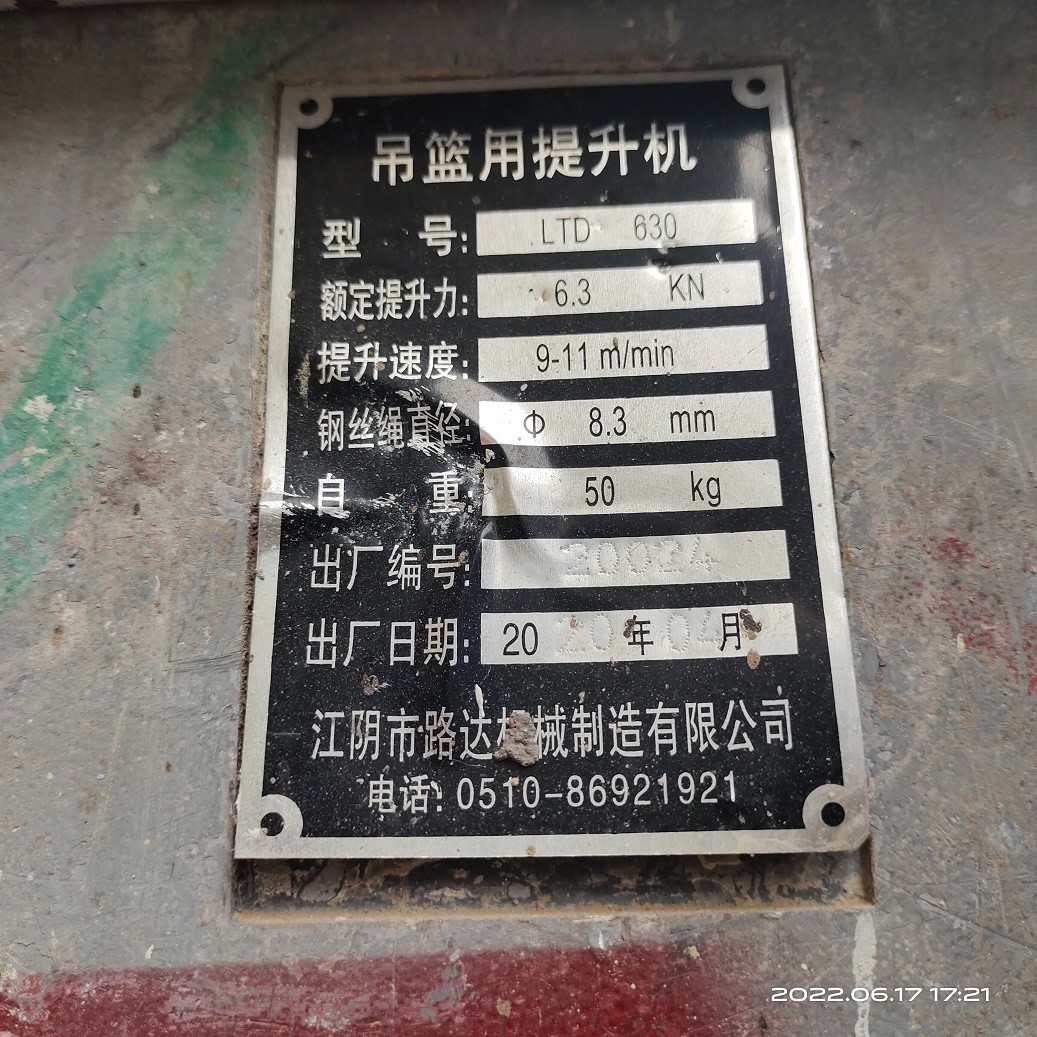 吊篮用提升机
型 号: LTD 630
额定提升力: 6.3 KN
提升速度: 9-11 m/min
钢丝绳直径: Φ 8.3 mm
自 重: 50 kg
出厂编号: 20024
出厂日期: 20 20 年 04 月
江阴市路达机械制造有限公司
电话: 0510-86921921
2022.06.17 17:21